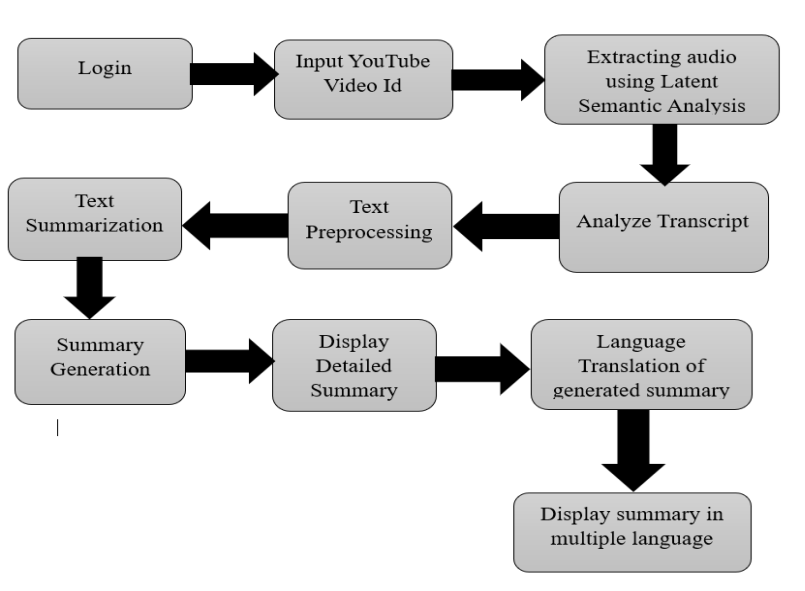 Login
Input YouTube
Video Id
Extracting audio
using Latent
Semantic Analysis
Text
Summarization
Text
Preprocessing
Analyze Transcript
Summary
Generation
Display
Detailed
Summary
Language
Translation of
generated summary
Display summary in
multiple language